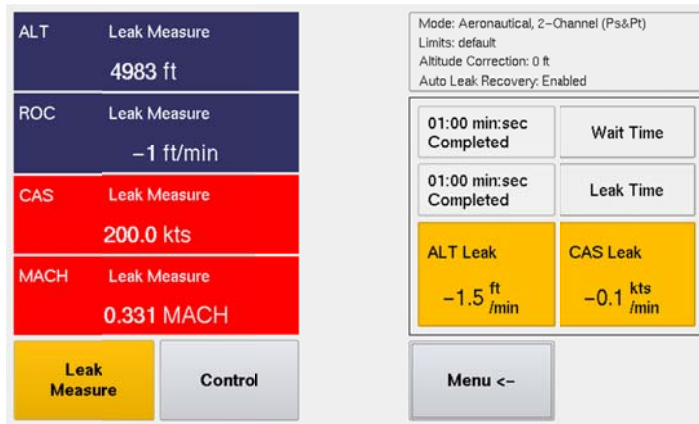 ALT Leak Measure
4983 ft
ROC Leak Measure
−1 ft/min
CAS Leak Measure
200.0 kts
MACH Leak Measure
0.331 MACH
Leak
Measure
Control
Mode: Aeronautical, 2−Channel (Ps&Pt)
Limits: default
Altitude Correction: 0 ft
Auto Leak Recovery: Enabled
01:00 min:sec
Completed
Wait Time
01:00 min:sec
Completed
Leak Time
ALT Leak
−1.5 ft
/min
CAS Leak
−0.1 kts
/min
Menu <−